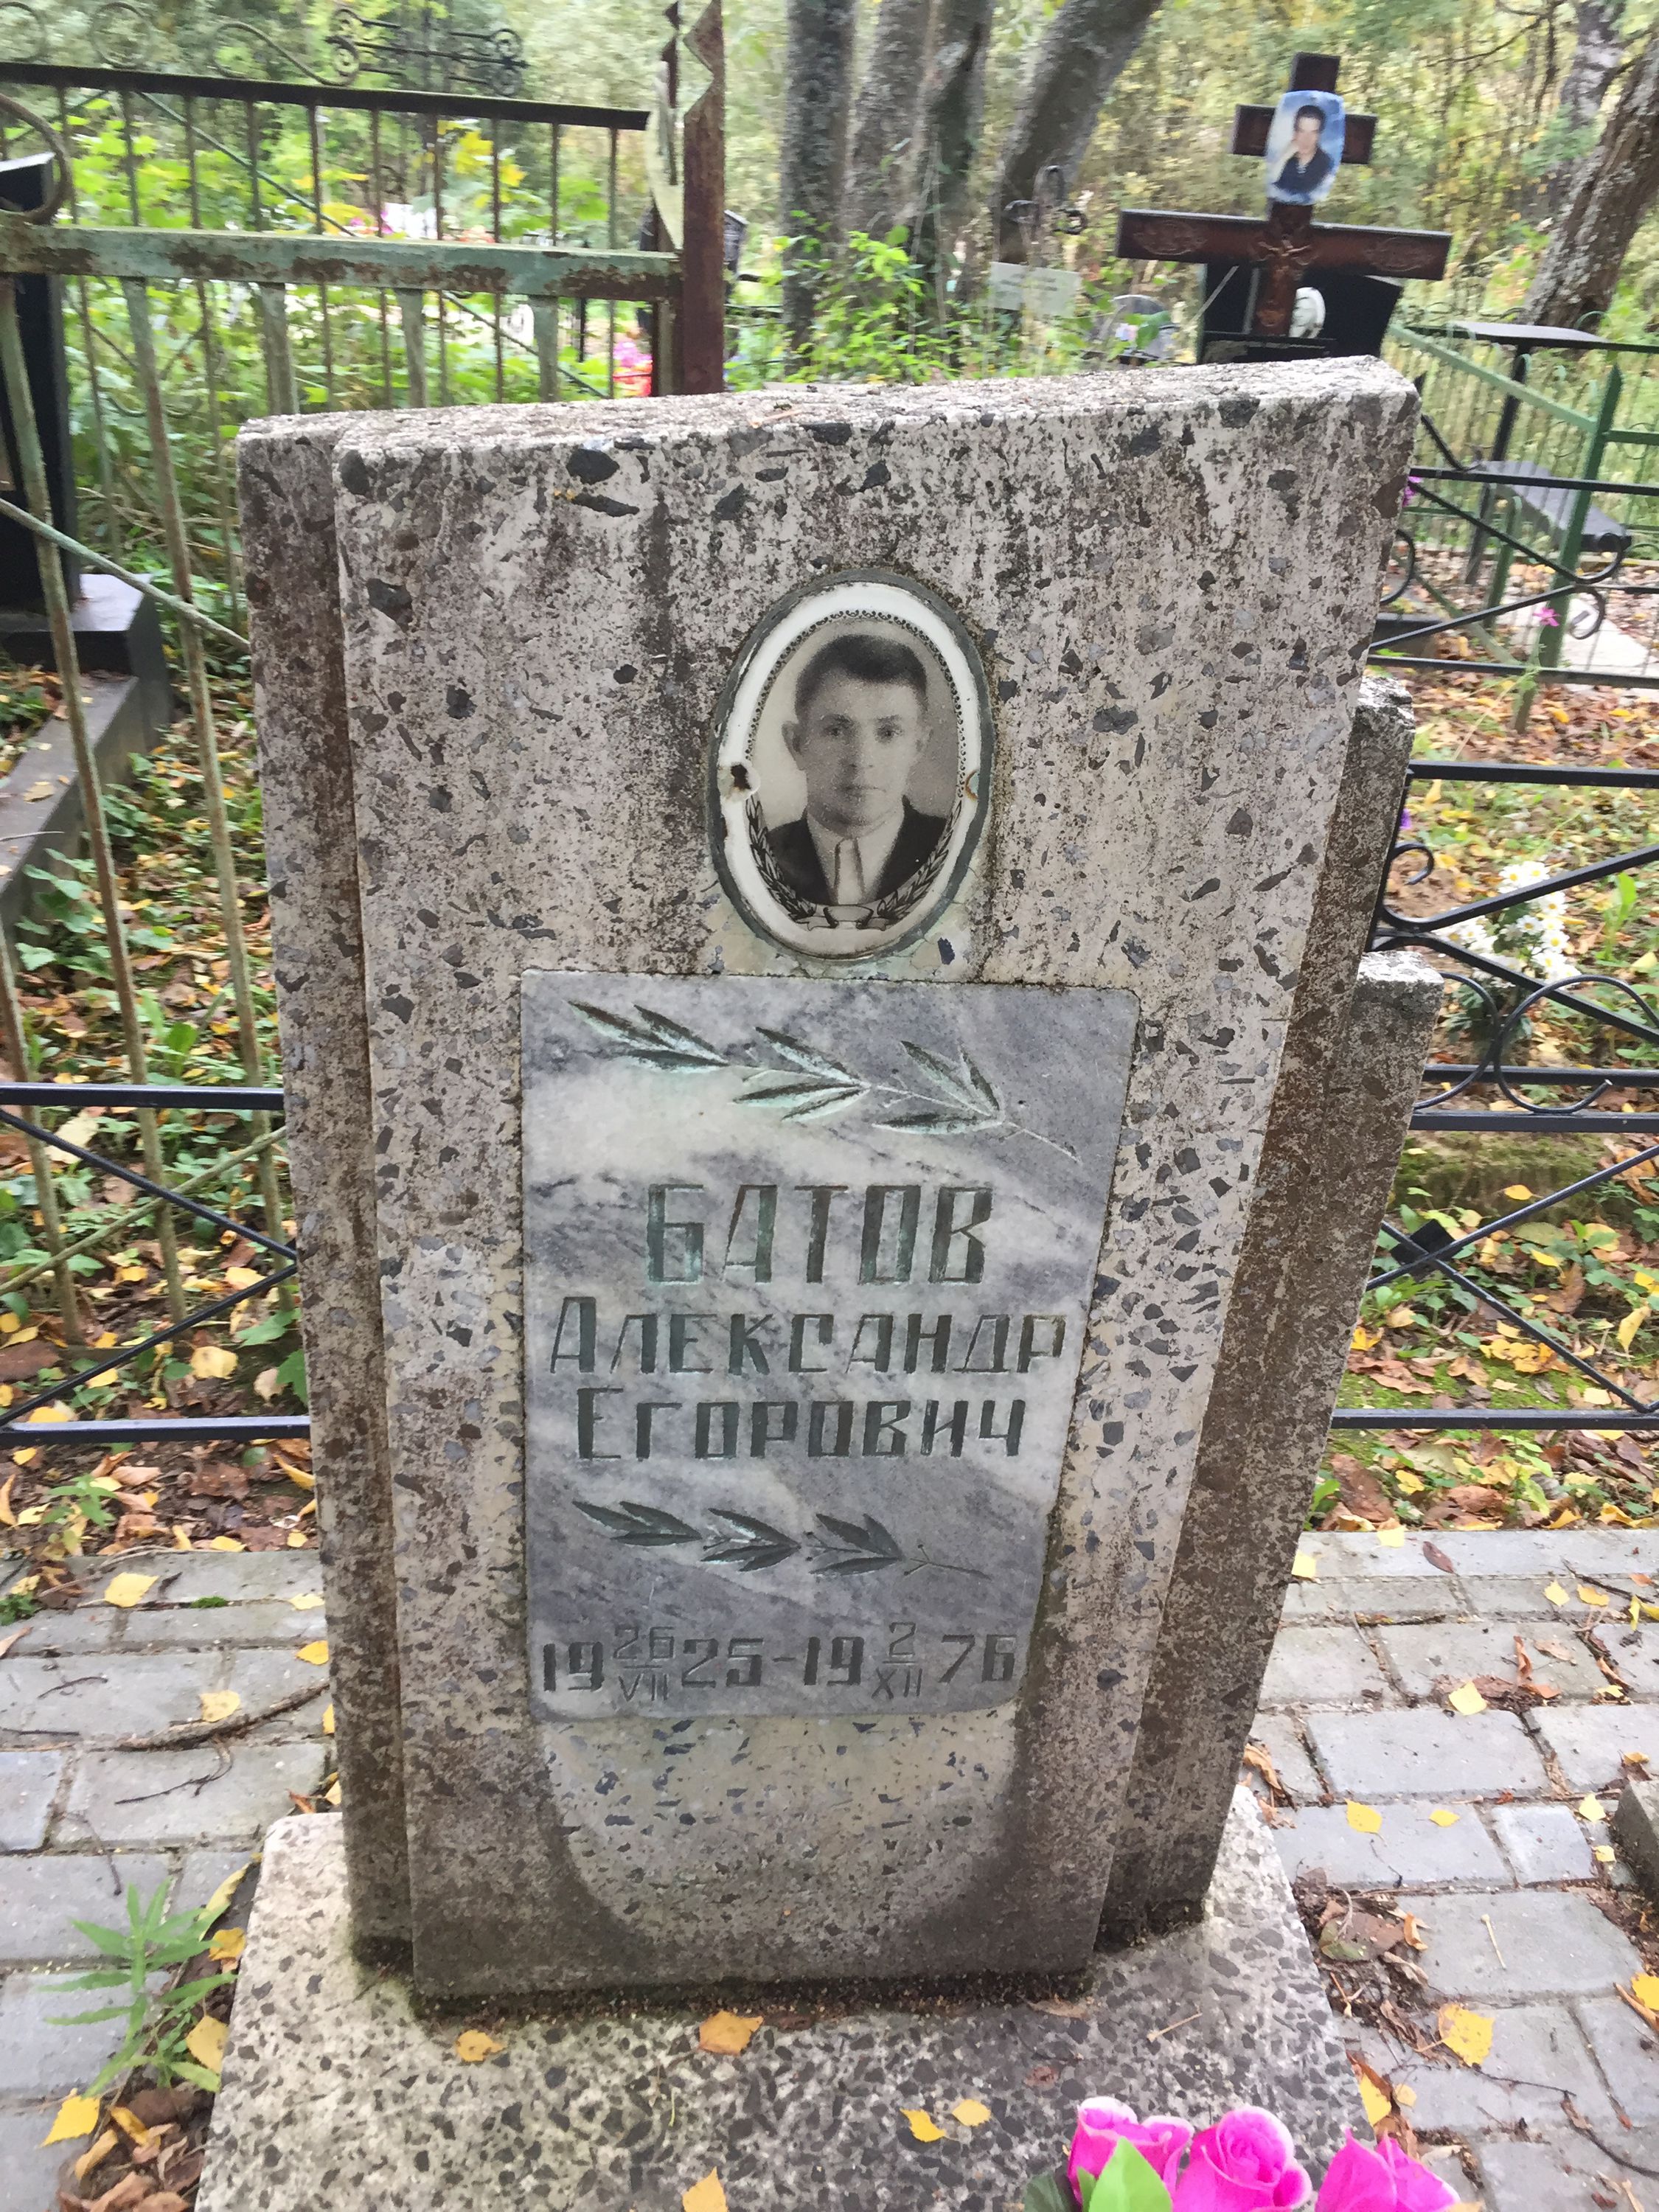 БАТОВ
АЛЕКСАНДР
ЕГОРОВИЧ
19 26/VII 25-19 2/XII 76